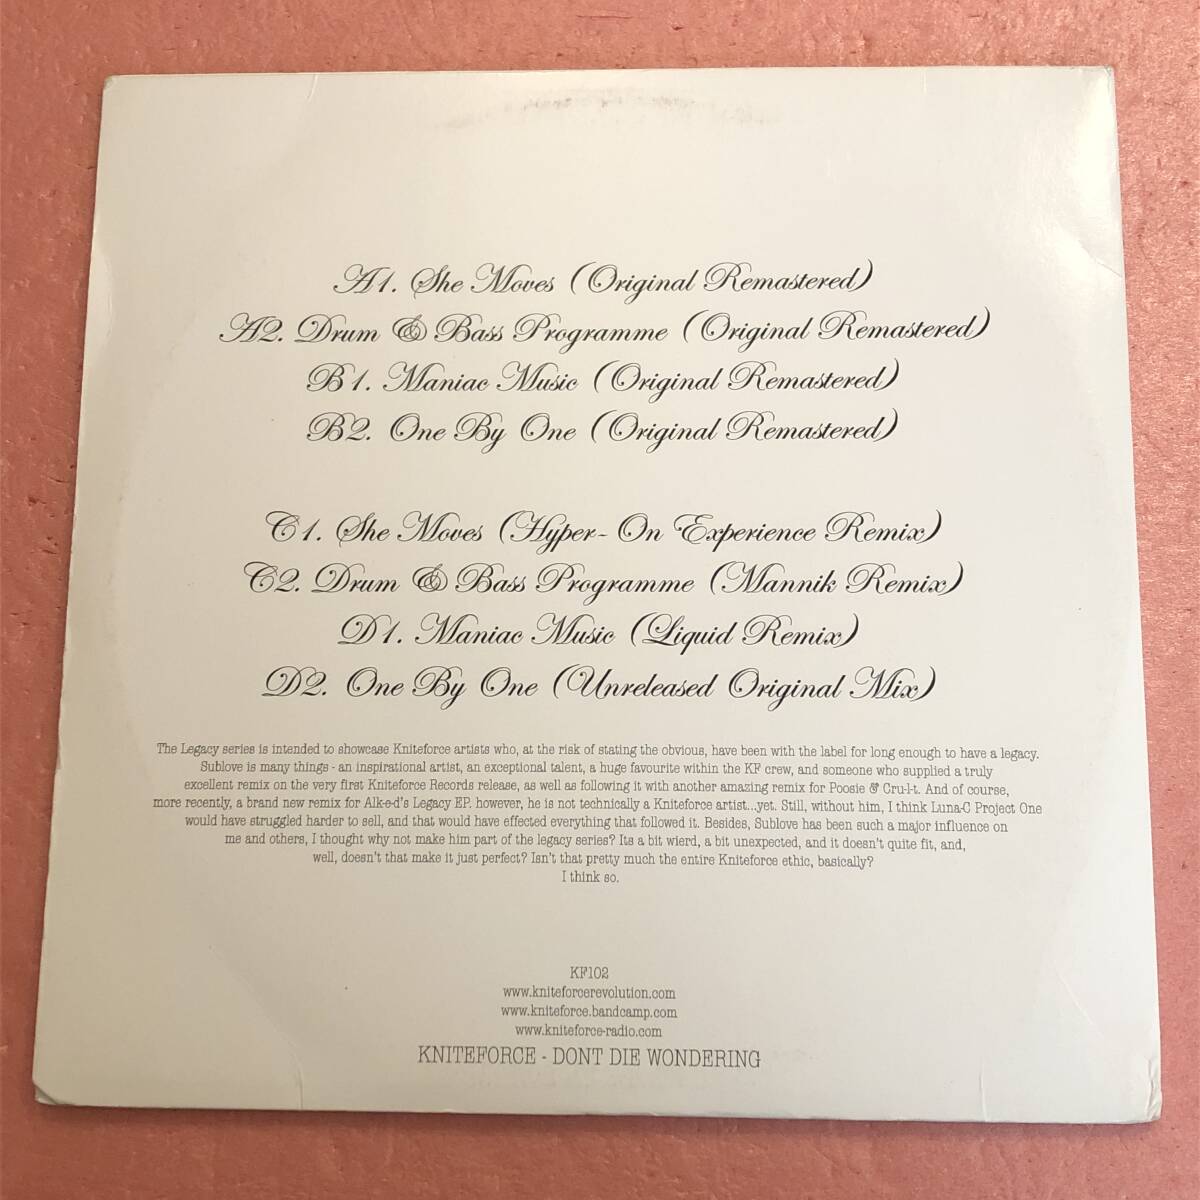 A1. She Moves (Original Remastered)
A2. Drum & Bass Programme (Original Remastered)
B1. Maniac Music (Original Remastered)
B2. One By One (Original Remastered)
C1. She Moves (Hyper-On Experience Remix)
C2. Drum & Bass Programme (Mannik Remix)
D1. Maniac Music (Liquid Remix)
D2. One By One (Unreleased Original Mix)
The Legacy series is intended to showcase Kniteforce artists who, at the risk of stating the obvious, have been with the label for long enough to have a legacy.
Sublove is many things - an inspirational artist, an exceptional talent, a huge favourite within the KF crew, and someone who supplied a truly
excellent remix on the very first Kniteforce Records release, as well as following it with another amazing remix for Poosie & Cru-l-t. And of course,
more recently, a brand new remix for Alk-e-d's Legacy EP. however, he is not technically a Kniteforce artist...yet. Still, without him, I think Luna-C Project One
would have struggled harder to sell, and that would have effected everything that followed it. Besides, Sublove has been such a major influence on
me and others, I thought why not make him part of the legacy series? Its a bit wierd, a bit unexpected, and it doesn't quite fit, and,
well, doesn't that make it just perfect? Isn't that pretty much the entire Kniteforce ethic, basically?
I think so.
KF102
www.kniteforcerevolution.com
www.kniteforce.bandcamp.com
www.kniteforce-radio.com
KNITEFORCE - DONT DIE WONDERING